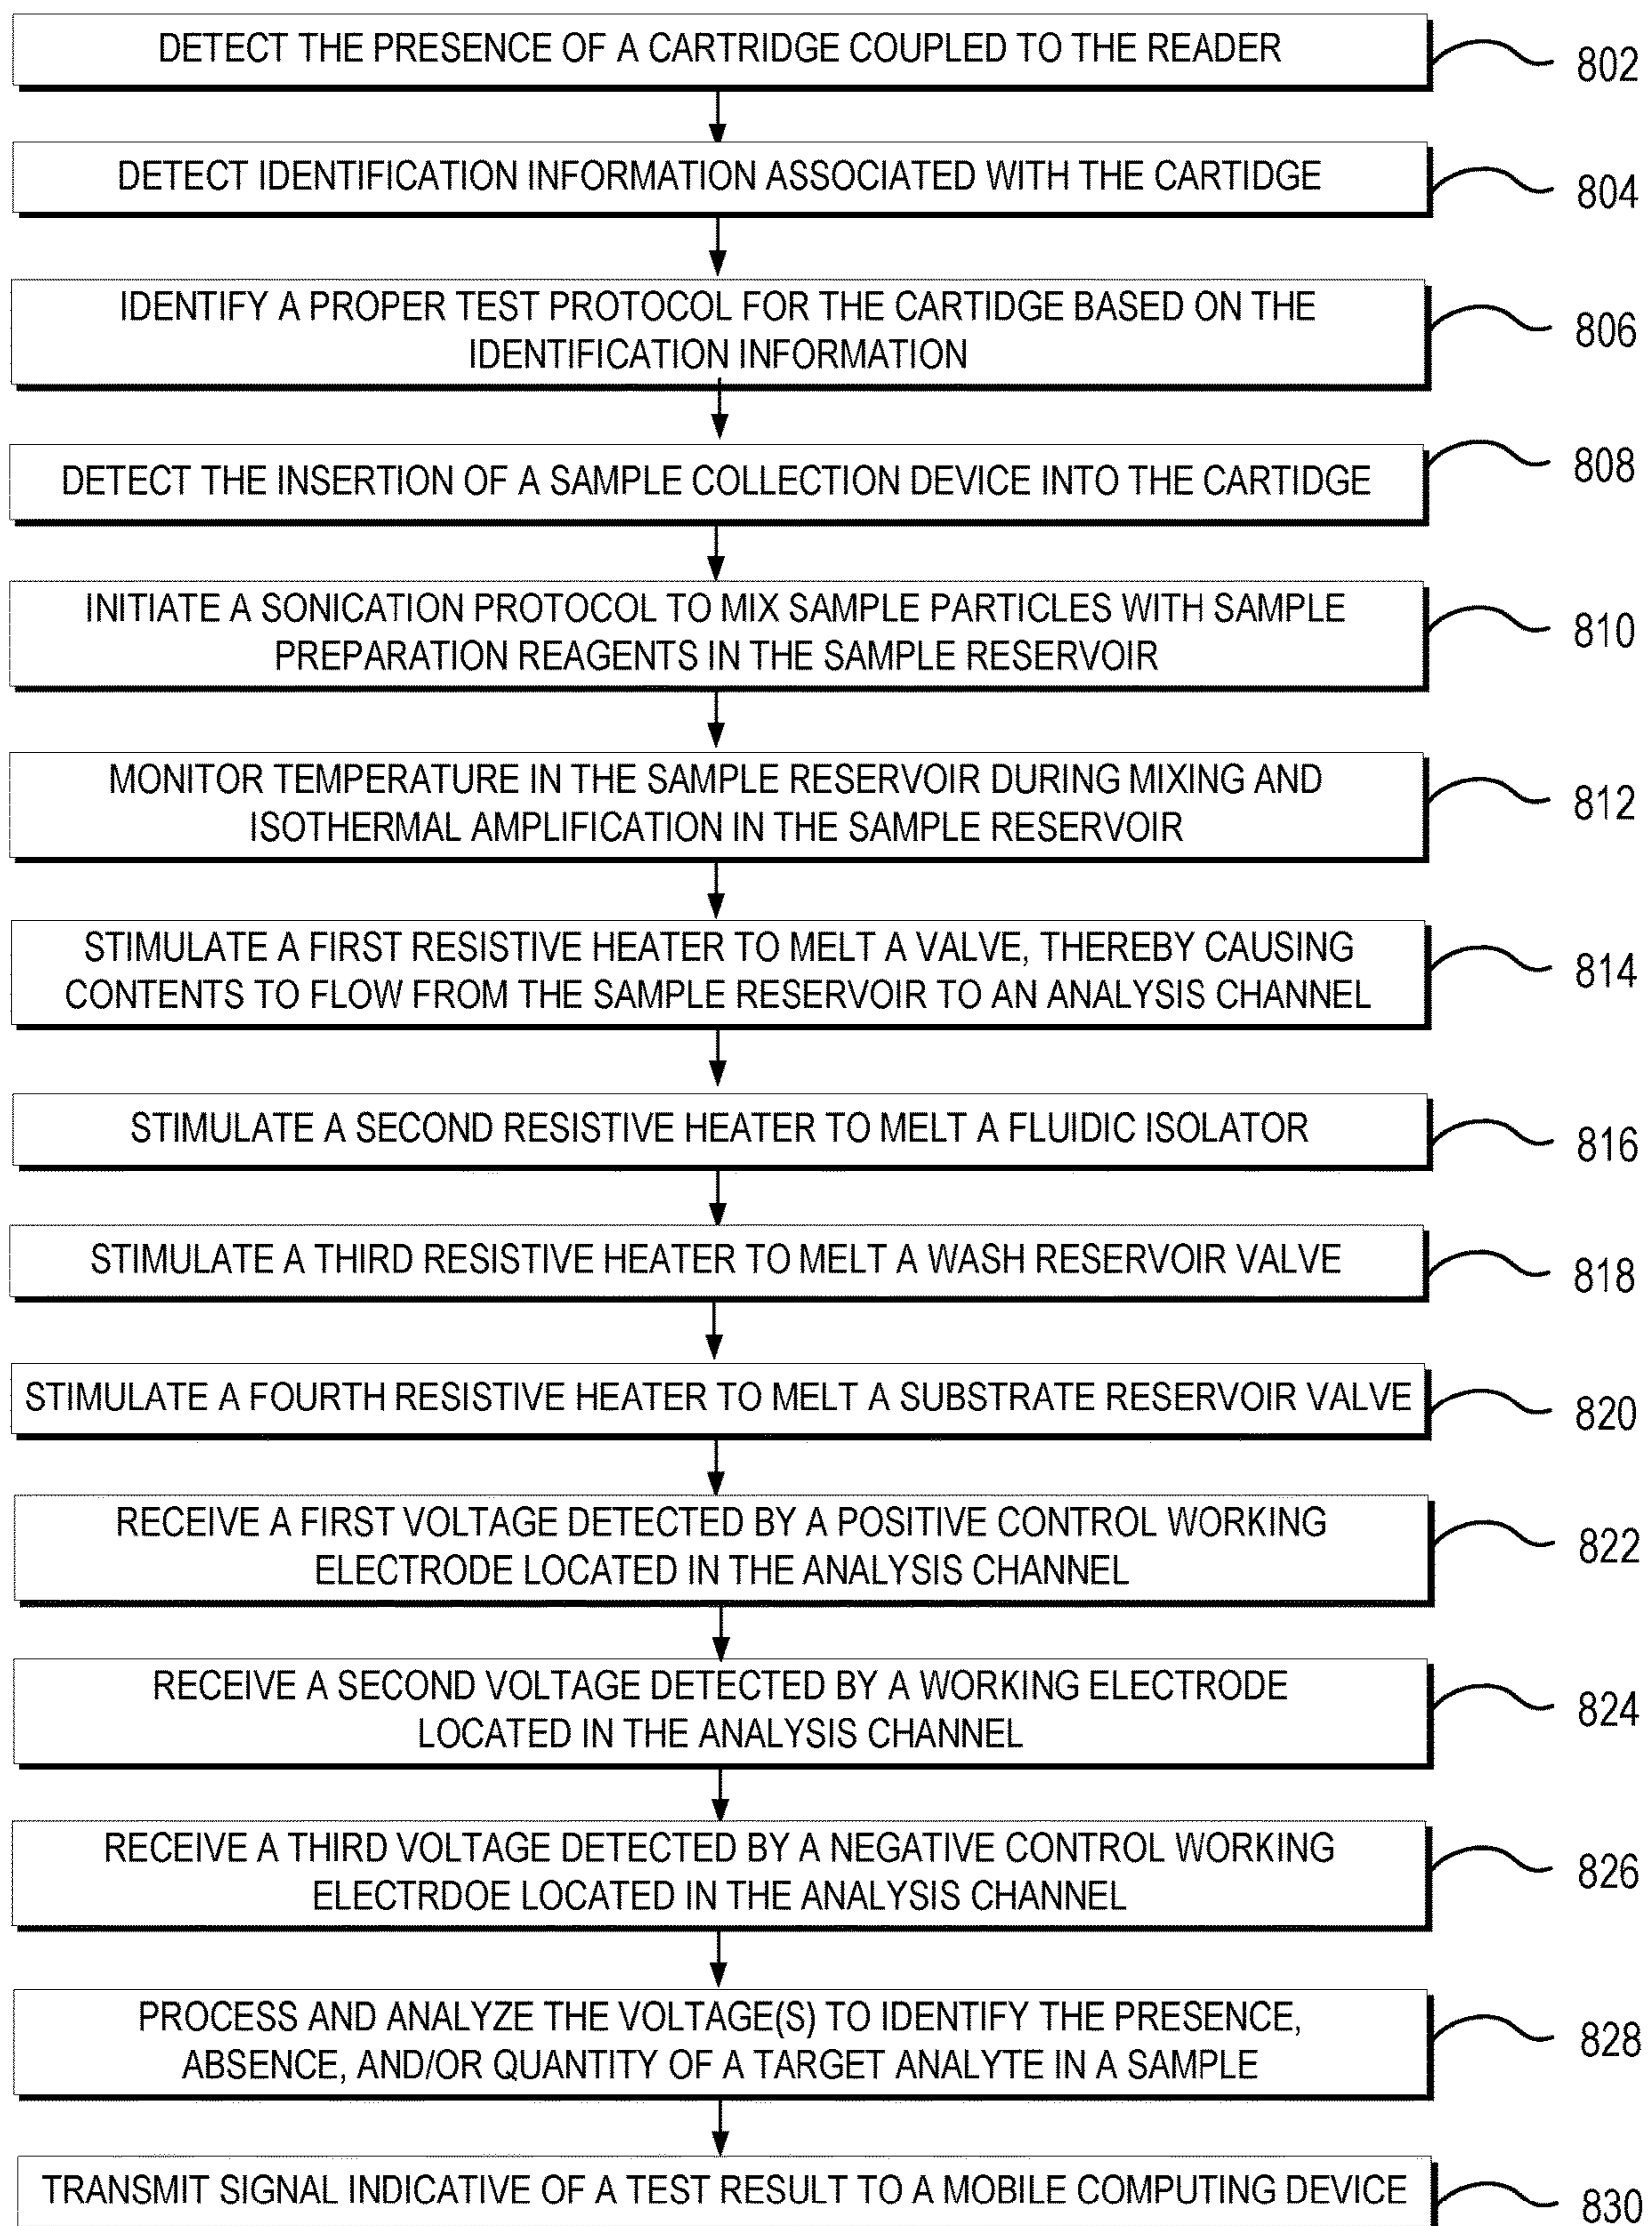 DETECT THE PRESENCE OF A CARTRIDGE COUPLED TO THE READER
802
DETECT IDENTIFICATION INFORMATION ASSOCIATED WITH THE CARTIDGE
804
IDENTIFY A PROPER TEST PROTOCOL FOR THE CARTIDGE BASED ON THE
IDENTIFICATION INFORMATION
806
DETECT THE INSERTION OF A SAMPLE COLLECTION DEVICE INTO THE CARTIDGE
808
INITIATE A SONICATION PROTOCOL TO MIX SAMPLE PARTICLES WITH SAMPLE
PREPARATION REAGENTS IN THE SAMPLE RESERVOIR
810
MONITOR TEMPERATURE IN THE SAMPLE RESERVOIR DURING MIXING AND
ISOTHERMAL AMPLIFICATION IN THE SAMPLE RESERVOIR
812
STIMULATE A FIRST RESISTIVE HEATER TO MELT A VALVE, THEREBY CAUSING
CONTENTS TO FLOW FROM THE SAMPLE RESERVOIR TO AN ANALYSIS CHANNEL
814
STIMULATE A SECOND RESISTIVE HEATER TO MELT A FLUIDIC ISOLATOR
816
STIMULATE A THIRD RESISTIVE HEATER TO MELT A WASH RESERVOIR VALVE
818
STIMULATE A FOURTH RESISTIVE HEATER TO MELT A SUBSTRATE RESERVOIR VALVE
820
RECEIVE A FIRST VOLTAGE DETECTED BY A POSITIVE CONTROL WORKING
ELECTRODE LOCATED IN THE ANALYSIS CHANNEL
822
RECEIVE A SECOND VOLTAGE DETECTED BY A WORKING ELECTRODE
LOCATED IN THE ANALYSIS CHANNEL
824
RECEIVE A THIRD VOLTAGE DETECTED BY A NEGATIVE CONTROL WORKING
ELECTRDOE LOCATED IN THE ANALYSIS CHANNEL
826
PROCESS AND ANALYZE THE VOLTAGE(S) TO IDENTIFY THE PRESENCE,
ABSENCE, AND/OR QUANTITY OF A TARGET ANALYTE IN A SAMPLE
828
TRANSMIT SIGNAL INDICATIVE OF A TEST RESULT TO A MOBILE COMPUTING DEVICE
830